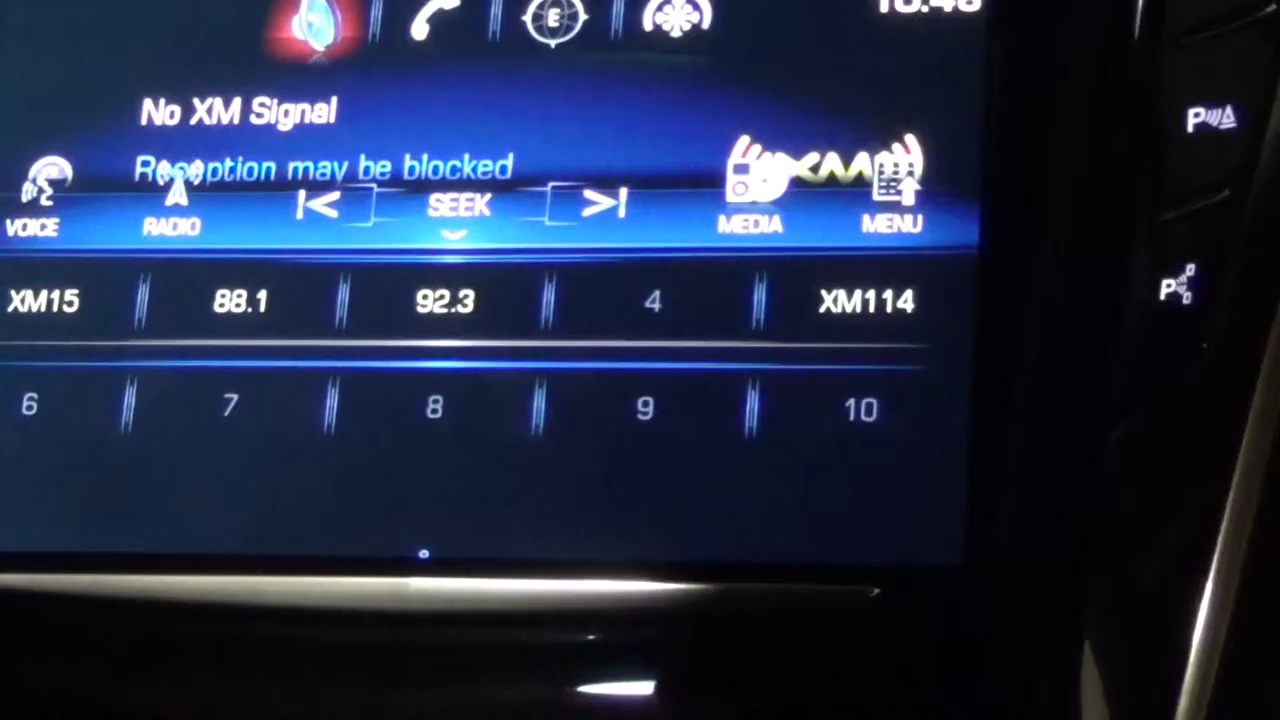 E
No XM Signal
Reception may be blocked
XM
VOICE
RADIO
SEEK
MEDIA
MENU
XM15
88.1
92.3
4
XM114
6
7
8
9
10
P
P